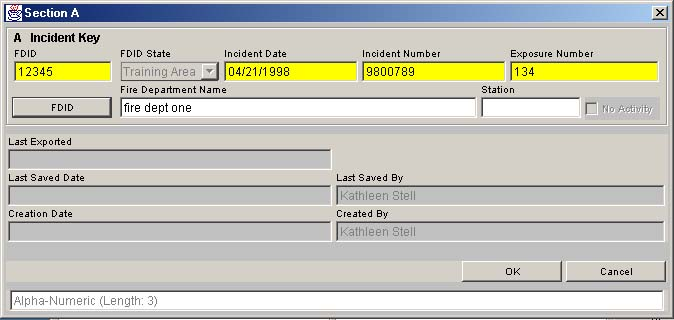 Section A
A Incident Key
FDID FDID State Incident Date Incident Number Exposure Number
12345 Training Area 04/21/1998 9800789 134
Fire Department Name Station
FDID fire dept one No Activity
Last Exported
Last Saved Date Last Saved By
Kathleen Stell
Creation Date Created By
Kathleen Stell
OK Cancel
Alpha-Numeric (Length: 3)